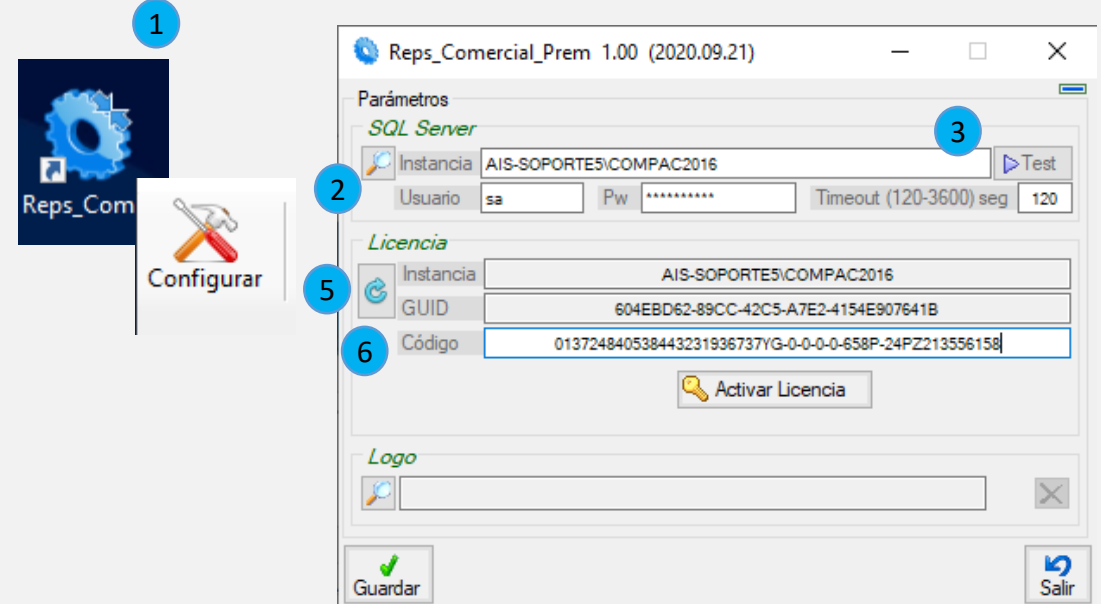 1
Reps_Com
Configurar
Reps_Comercial_Prem 1.00 (2020.09.21)
Parámetros
SQL Server
3
Instancia AIS-SOPORTE5\COMPAC2016 Test
2
Usuario sa Pw ********** Timeout (120-3600) seg 120
Licencia
Instancia AIS-SOPORTE5\COMPAC2016
5
GUID 604EBD62-89CC-42C5-A7E2-4154E907641B
6
Código 013724840538443231936737YG-0-0-0-0-658P-24PZ213556158
Activar Licencia
Logo
Guardar
Salir